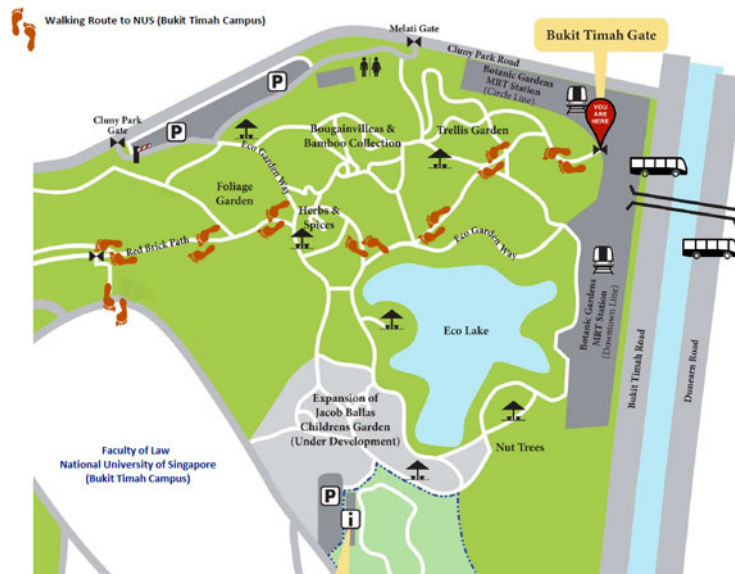 Walking Route to NUS (Bukit Timah Campus)
Melati Gate
Cluny Park Road
Bukit Timah Gate
Botanic Gardens
MRT Station
(Circle Line)
YOU
ARE
HERE
P
P
Cluny Park
Gate
Bougainvilleas &
Bamboo Collection
Trellis Garden
Eco Garden Way
Foliage
Garden
Herbs &
Spices
Red Brick Path
Eco Garden Way
Botanic Gardens
MRT Station
(Downtown Line)
Bukit Timah Road
Dunearn Road
Eco Lake
Expansion of
Jacob Ballas
Childrens Garden
(Under Development)
Nut Trees
Faculty of Law
National University of Singapore
(Bukit Timah Campus)
P
i